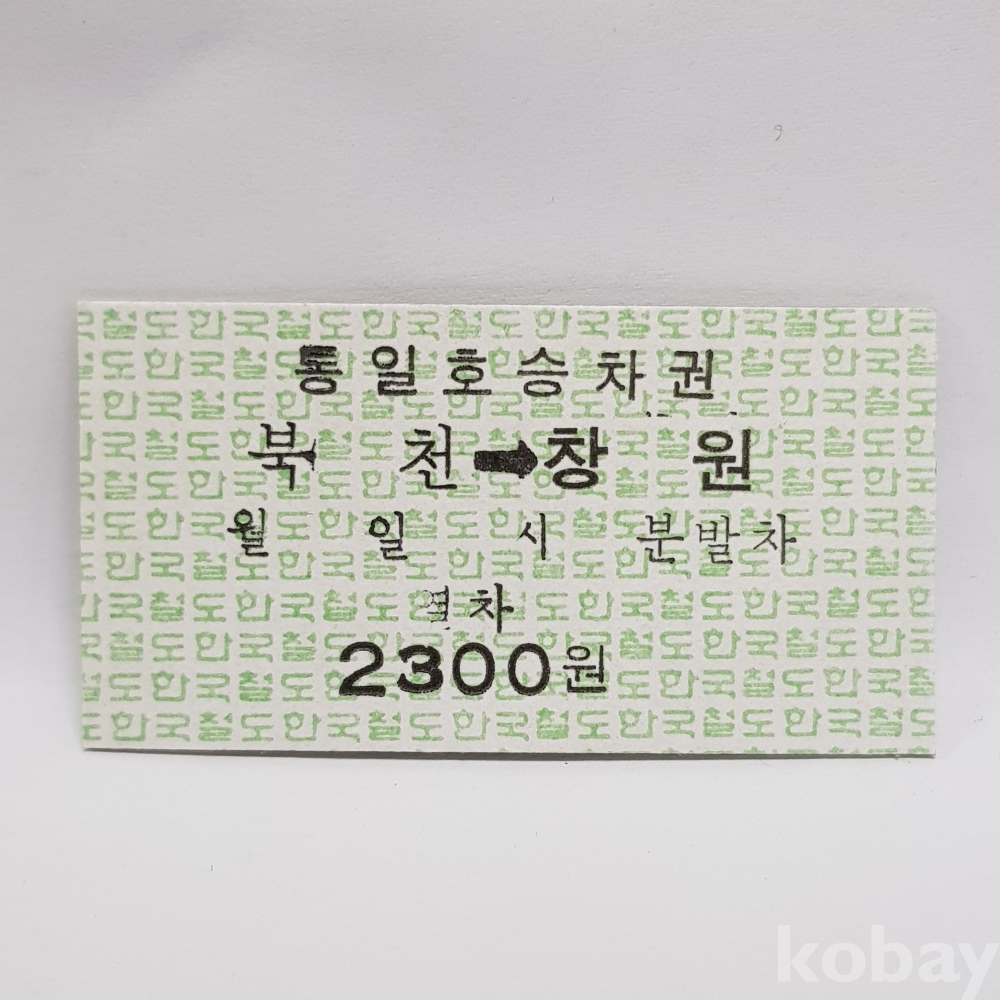 통일호승차권
북 천➡창 원
월 일 시 분발차
열차
2300원
kobay